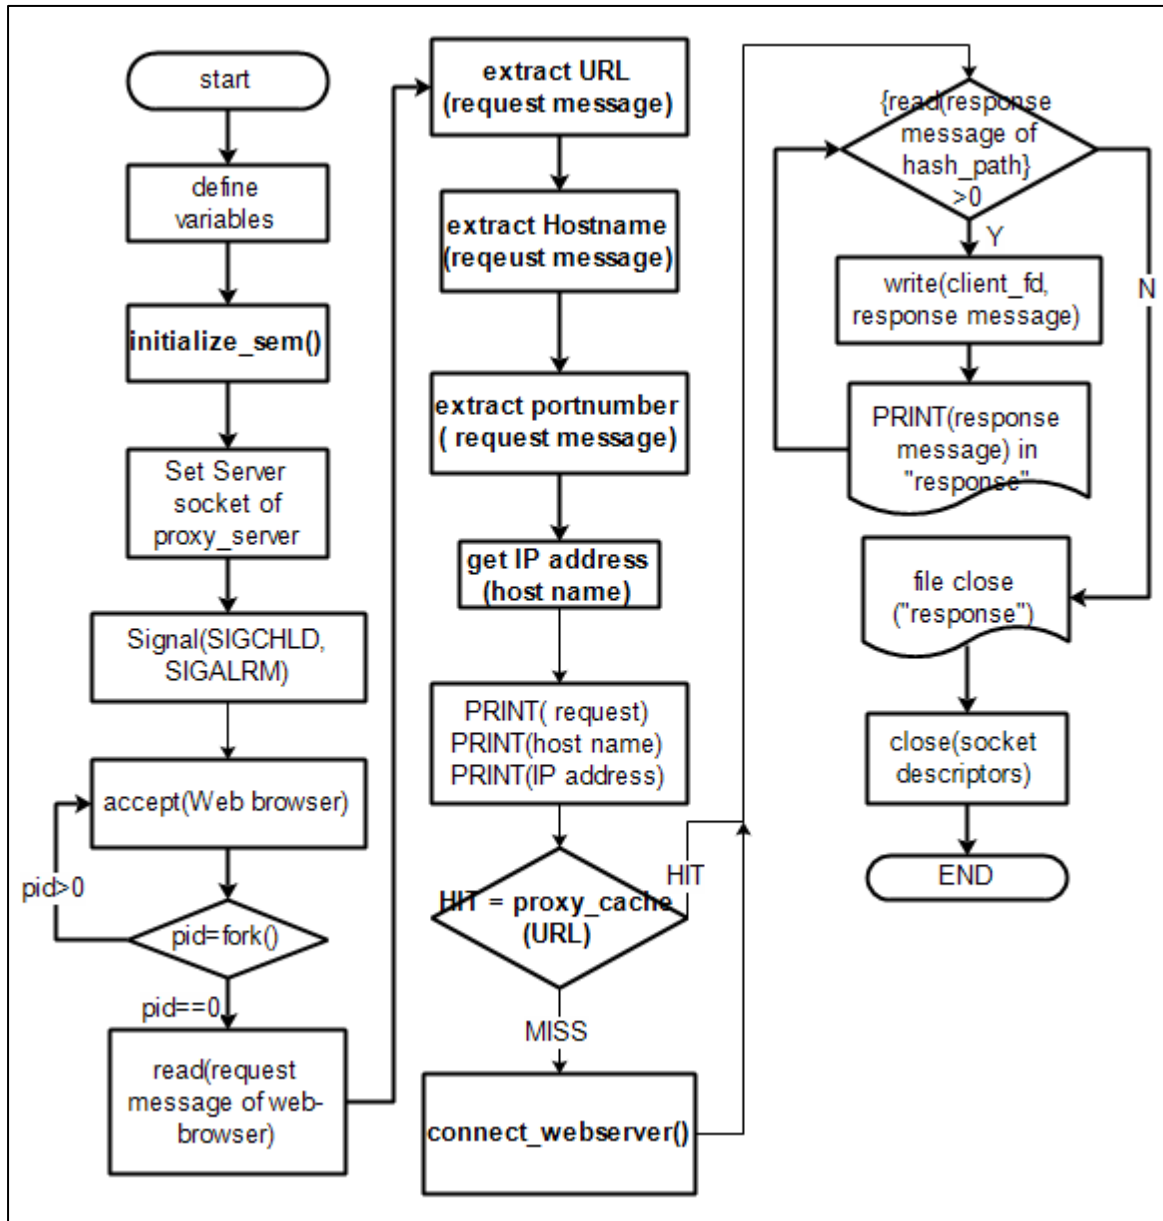 start
define
variables
initialize_sem()
Set Server
socket of
proxy_server
Signal(SIGCHLD,
SIGALRM)
accept(Web browser)
pid>0
pid=fork()
pid==0
read(request
message of web-
browser)
extract URL
(request message)
extract Hostname
(reqeust message)
extract portnumber
( request message)
get IP address
(host name)
PRINT( request)
PRINT(host name)
PRINT(IP address)
HIT = proxy_cache
(URL)
HIT
MISS
connect_webserver()
{read(response
message of
hash_path}
>0
Y
N
write(client_fd,
response message)
PRINT(response
message) in
"response"
file close
("response")
close(socket
descriptors)
END